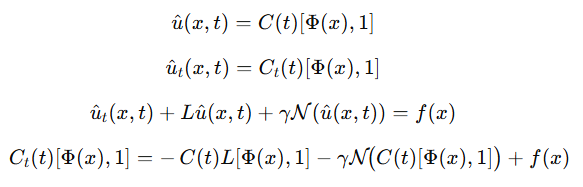 û(x, t) = C(t)[Φ(x), 1]
û_t(x, t) = C_t(t)[Φ(x), 1]
û_t(x, t) + Lû(x, t) + γ𝒩(û(x, t)) = f(x)
C_t(t)[Φ(x), 1] = − C(t)L[Φ(x), 1] − γ𝒩(C(t)[Φ(x), 1]) + f(x)